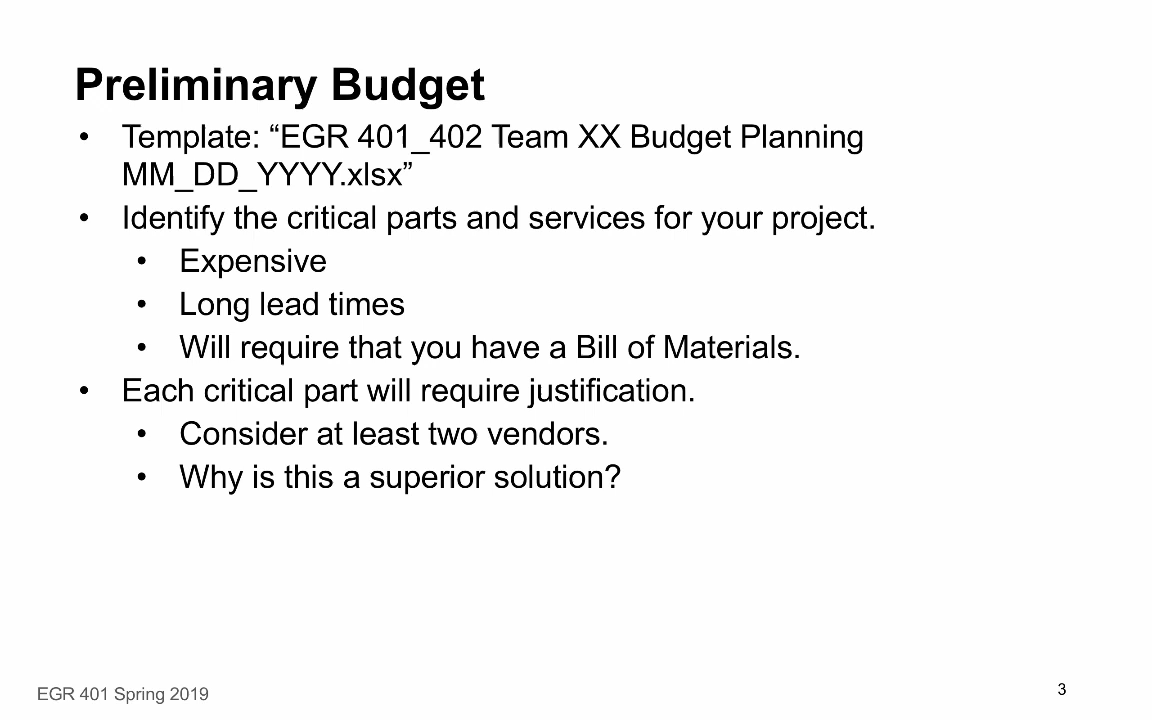 Preliminary Budget
• Template: “EGR 401_402 Team XX Budget Planning
MM_DD_YYYY.xlsx”
• Identify the critical parts and services for your project.
• Expensive
• Long lead times
• Will require that you have a Bill of Materials.
• Each critical part will require justification.
• Consider at least two vendors.
• Why is this a superior solution?
EGR 401 Spring 2019
3